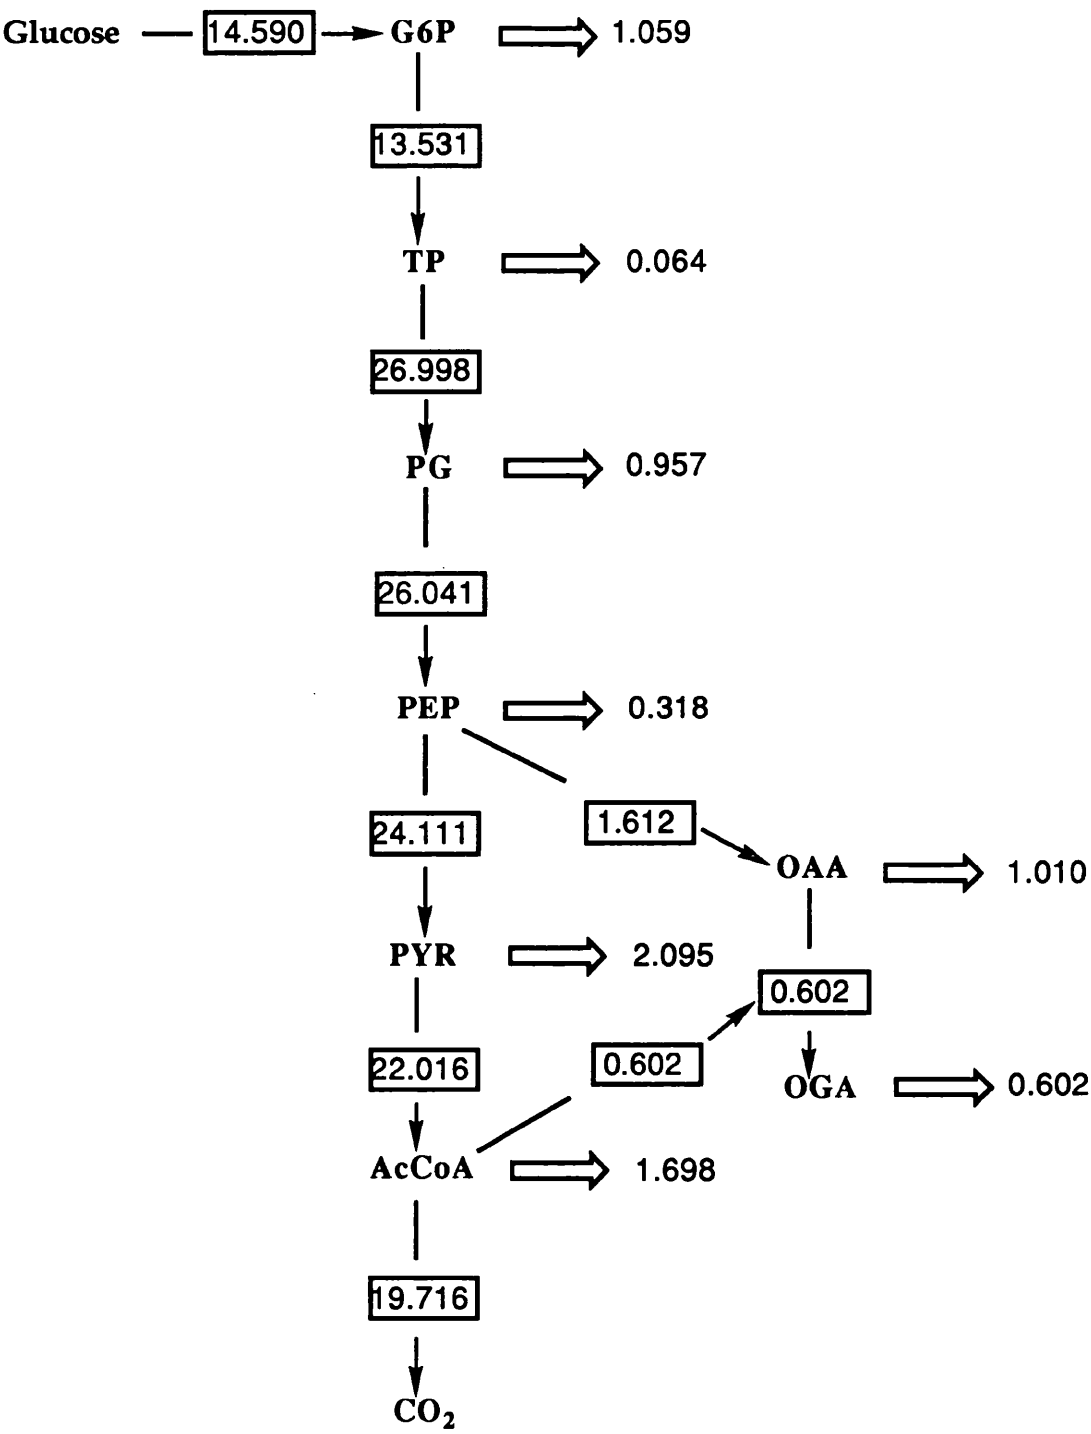 Glucose 14.590 G6P 1.059
13.531
TP 0.064
26.998
PG 0.957
26.041
PEP 0.318
24.111 1.612
OAA 1.010
PYR 2.095
0.602
22.016 0.602
OGA 0.602
AcCoA 1.698
19.716
CO₂